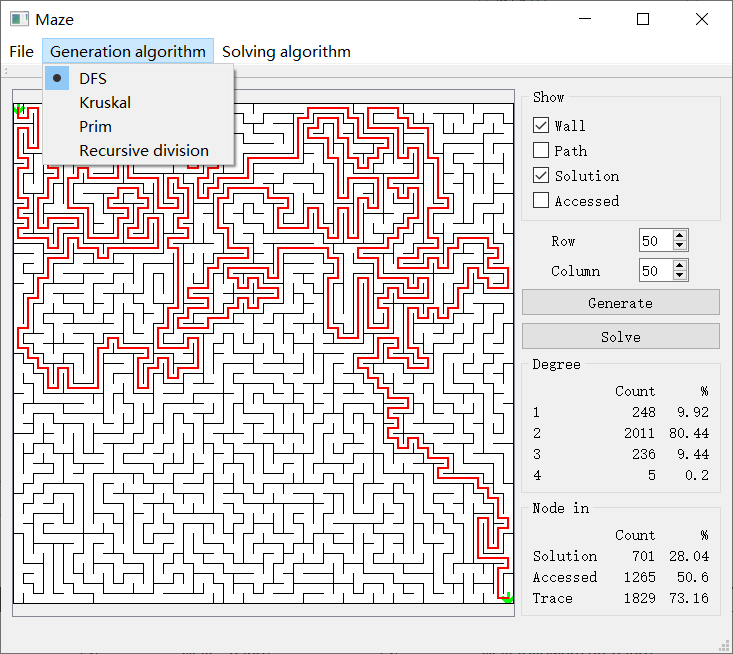 Maze
File Generation algorithm Solving algorithm
DFS
Kruskal
Prim
Recursive division
Show
Wall
Path
Solution
Accessed
Row 50
Column 50
Generate
Solve
Degree
Count %
1 248 9.92
2 2011 80.44
3 236 9.44
4 5 0.2
Node in
Count %
Solution 701 28.04
Accessed 1265 50.6
Trace 1829 73.16